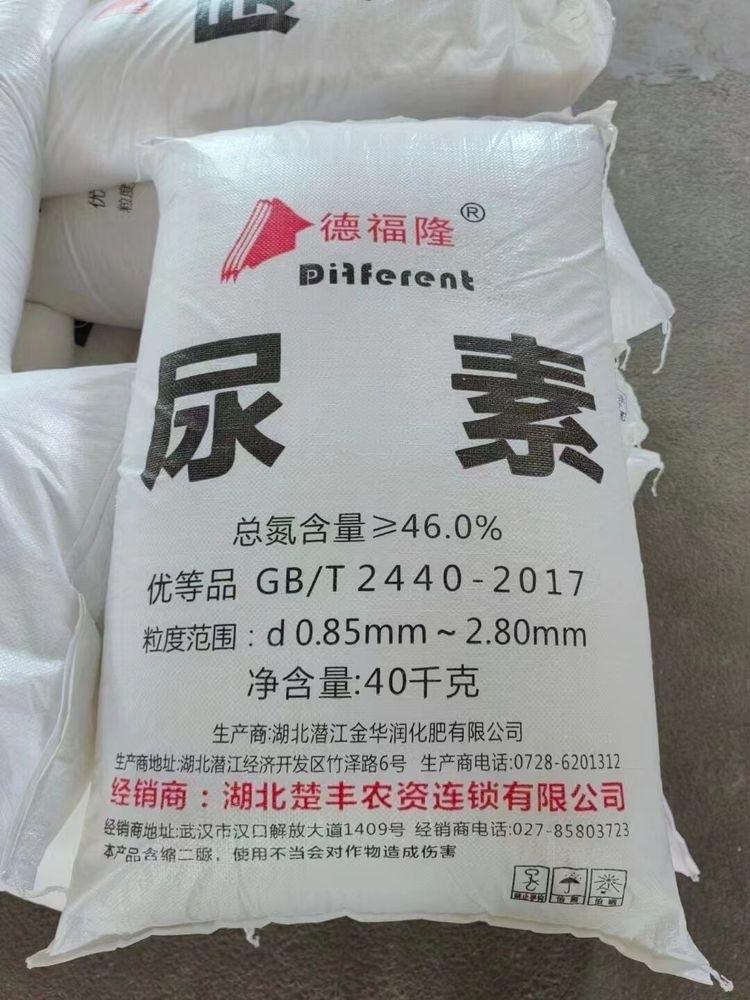 德福隆®
Different
尿素
总氮含量≥46.0%
优等品 GB/T 2440-2017
粒度范围：d 0.85mm~2.80mm
净含量:40千克
生产商:湖北潜江金华润化肥有限公司
生产商地址:湖北潜江经济开发区竹泽路6号 生产商电话:0728-6201312
经销商：湖北楚丰农资连锁有限公司
经销商地址:武汉市汉口解放大道1409号 经销商电话:027-85803723
本产品含缩二脲，使用不当会对作物造成伤害
优
粒度